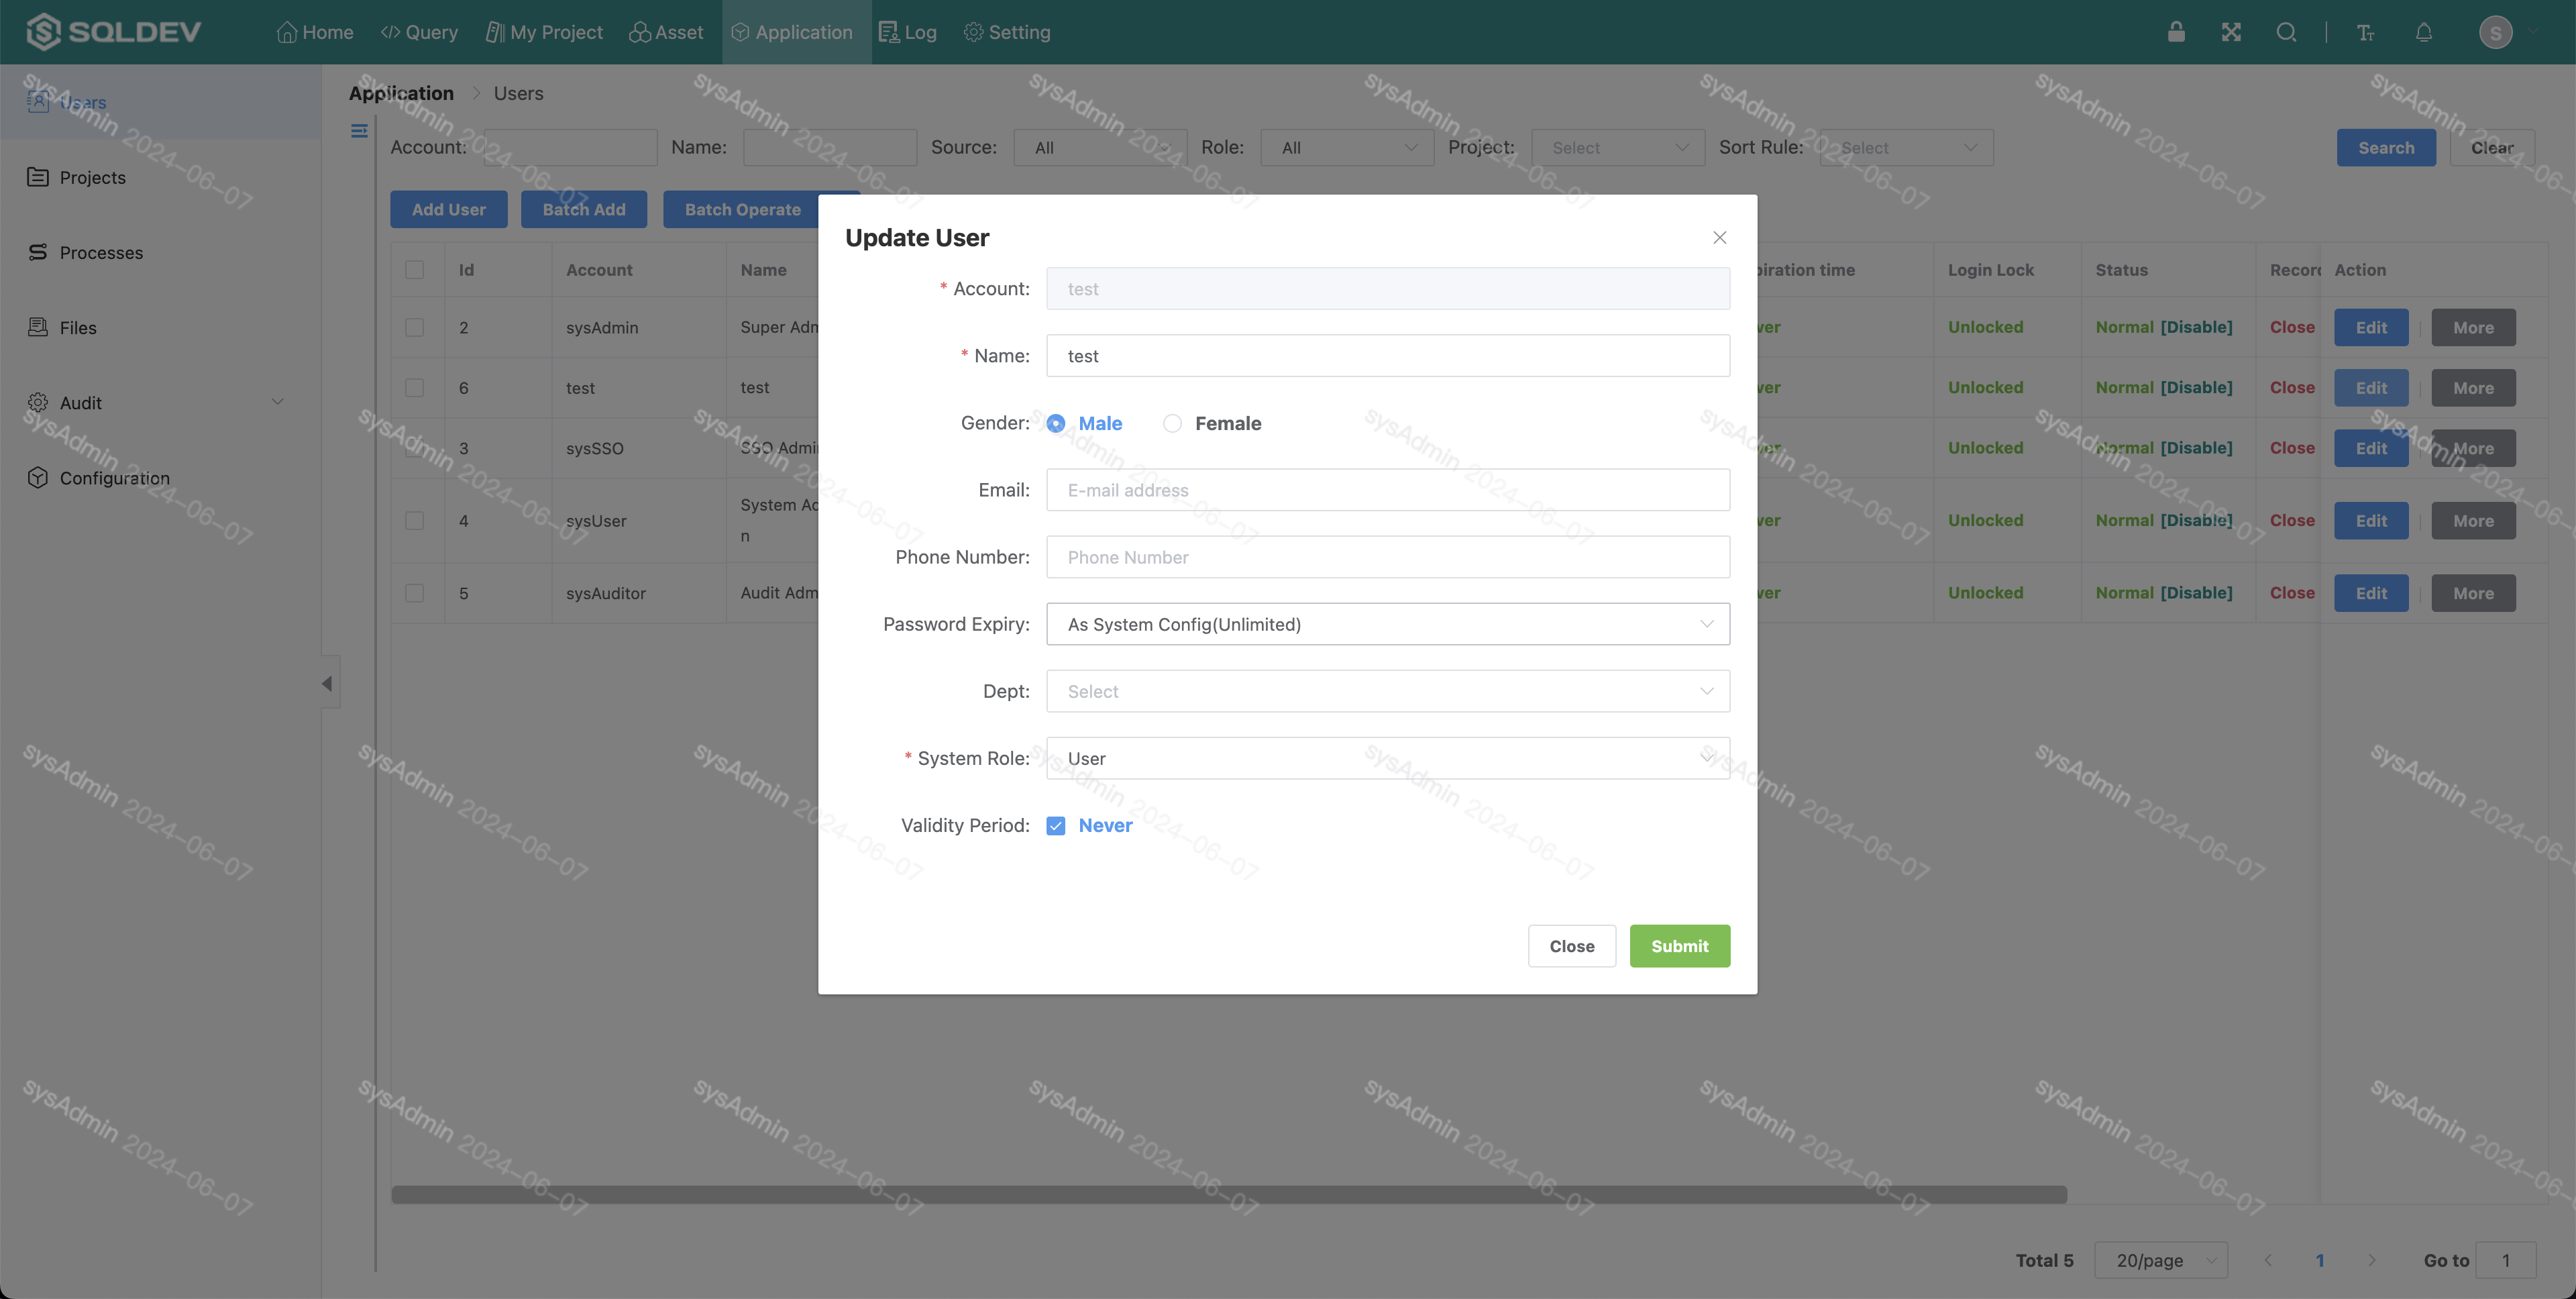 SQLDEV
Home
Query
My Project
Asset
Application
Log
Setting
S
Users
Projects
Processes
Files
Audit
Configuration
Application > Users
Account:
Name:
Source: All
Role: All
Project: Select
Sort Rule: Select
Search
Clear
Add User
Batch Add
Batch Operate
Id Account Name
piration time Login Lock Status Record Action
2 sysAdmin Super Adm
ver Unlocked Normal [Disable] Close Edit More
6 test test
ver Unlocked Normal [Disable] Close Edit More
3 sysSSO SSO Admi
ver Unlocked Normal [Disable] Close Edit More
4 sysUser System Ad
n
ver Unlocked Normal [Disable] Close Edit More
5 sysAuditor Audit Adm
ver Unlocked Normal [Disable] Close Edit More
Update User
* Account: test
* Name: test
Gender: Male Female
Email: E-mail address
Phone Number: Phone Number
Password Expiry: As System Config(Unlimited)
Dept: Select
* System Role: User
Validity Period: Never
Close
Submit
Total 5
20/page
1
Go to 1
sysAdmin 2024-06-07